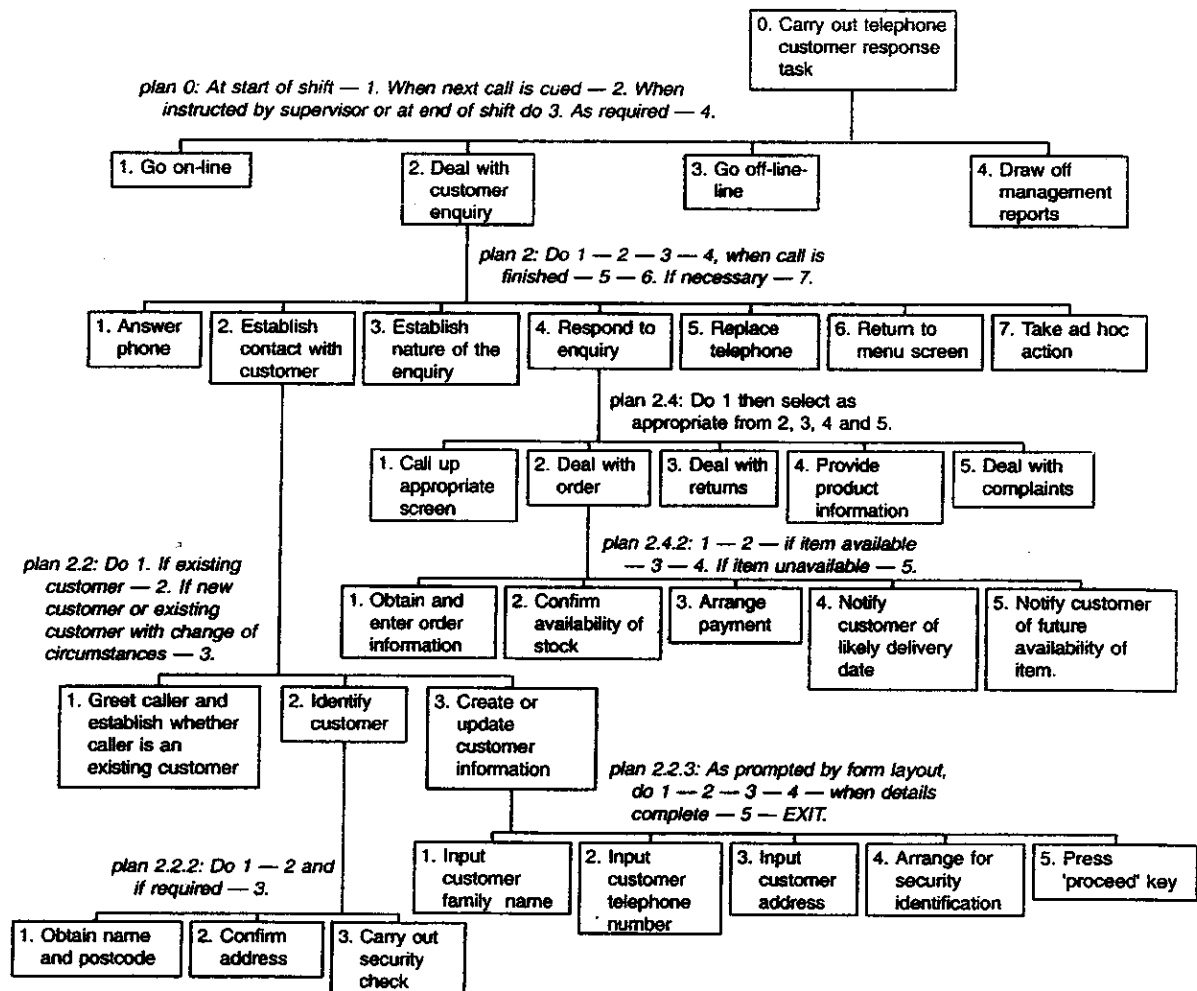 0. Carry out telephone
customer response
task
plan 0: At start of shift — 1. When next call is cued — 2. When
instructed by supervisor or at end of shift do 3. As required — 4.
1. Go on-line
2. Deal with
customer
enquiry
3. Go off-line-
line
4. Draw off
management
reports
plan 2: Do 1 — 2 — 3 — 4, when call is
finished — 5 — 6. If necessary — 7.
1. Answer
phone
2. Establish
contact with
customer
3. Establish
nature of the
enquiry
4. Respond to
enquiry
5. Replace
telephone
6. Return to
menu screen
7. Take ad hoc
action
plan 2.4: Do 1 then select as
appropriate from 2, 3, 4 and 5.
1. Call up
appropriate
screen
2. Deal with
order
3. Deal with
returns
4. Provide
product
information
5. Deal with
complaints
plan 2.4.2: 1 — 2 — if item available
— 3 — 4. If item unavailable — 5.
1. Obtain and
enter order
information
2. Confirm
availability of
stock
3. Arrange
payment
4. Notify
customer of
likely delivery
date
5. Notify customer
of future
availability of
item.
plan 2.2: Do 1. If existing
customer — 2. If new
customer or existing
customer with change of
circumstances — 3.
1. Greet caller and
establish whether
caller is an
existing customer
2. Identify
customer
3. Create or
update
customer
information
plan 2.2.3: As prompted by form layout,
do 1 — 2 — 3 — 4 — when details
complete — 5 — EXIT.
1. Input
customer
family name
2. Input
customer
telephone
number
3. Input
customer
address
4. Arrange for
security
identification
5. Press
'proceed' key
plan 2.2.2: Do 1 — 2 and
if required — 3.
1. Obtain name
and postcode
2. Confirm
address
3. Carry out
security
check